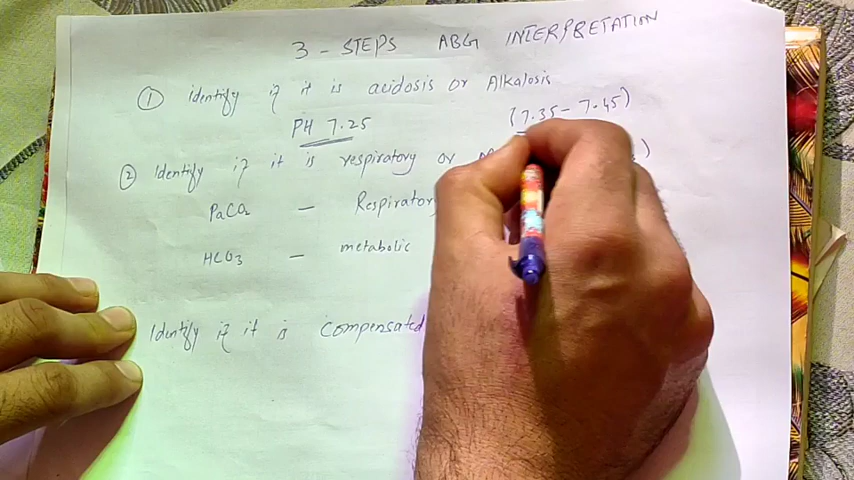 3 - STEPS ABG INTERPRETATION
① Identify if it is acidosis or Alkalosis
PH 7.25 (7.35 - 7.45)
② Identify if it is respiratory or
PaCO2 — Respiratory
HCO3 — metabolic
Identify if it is compensated